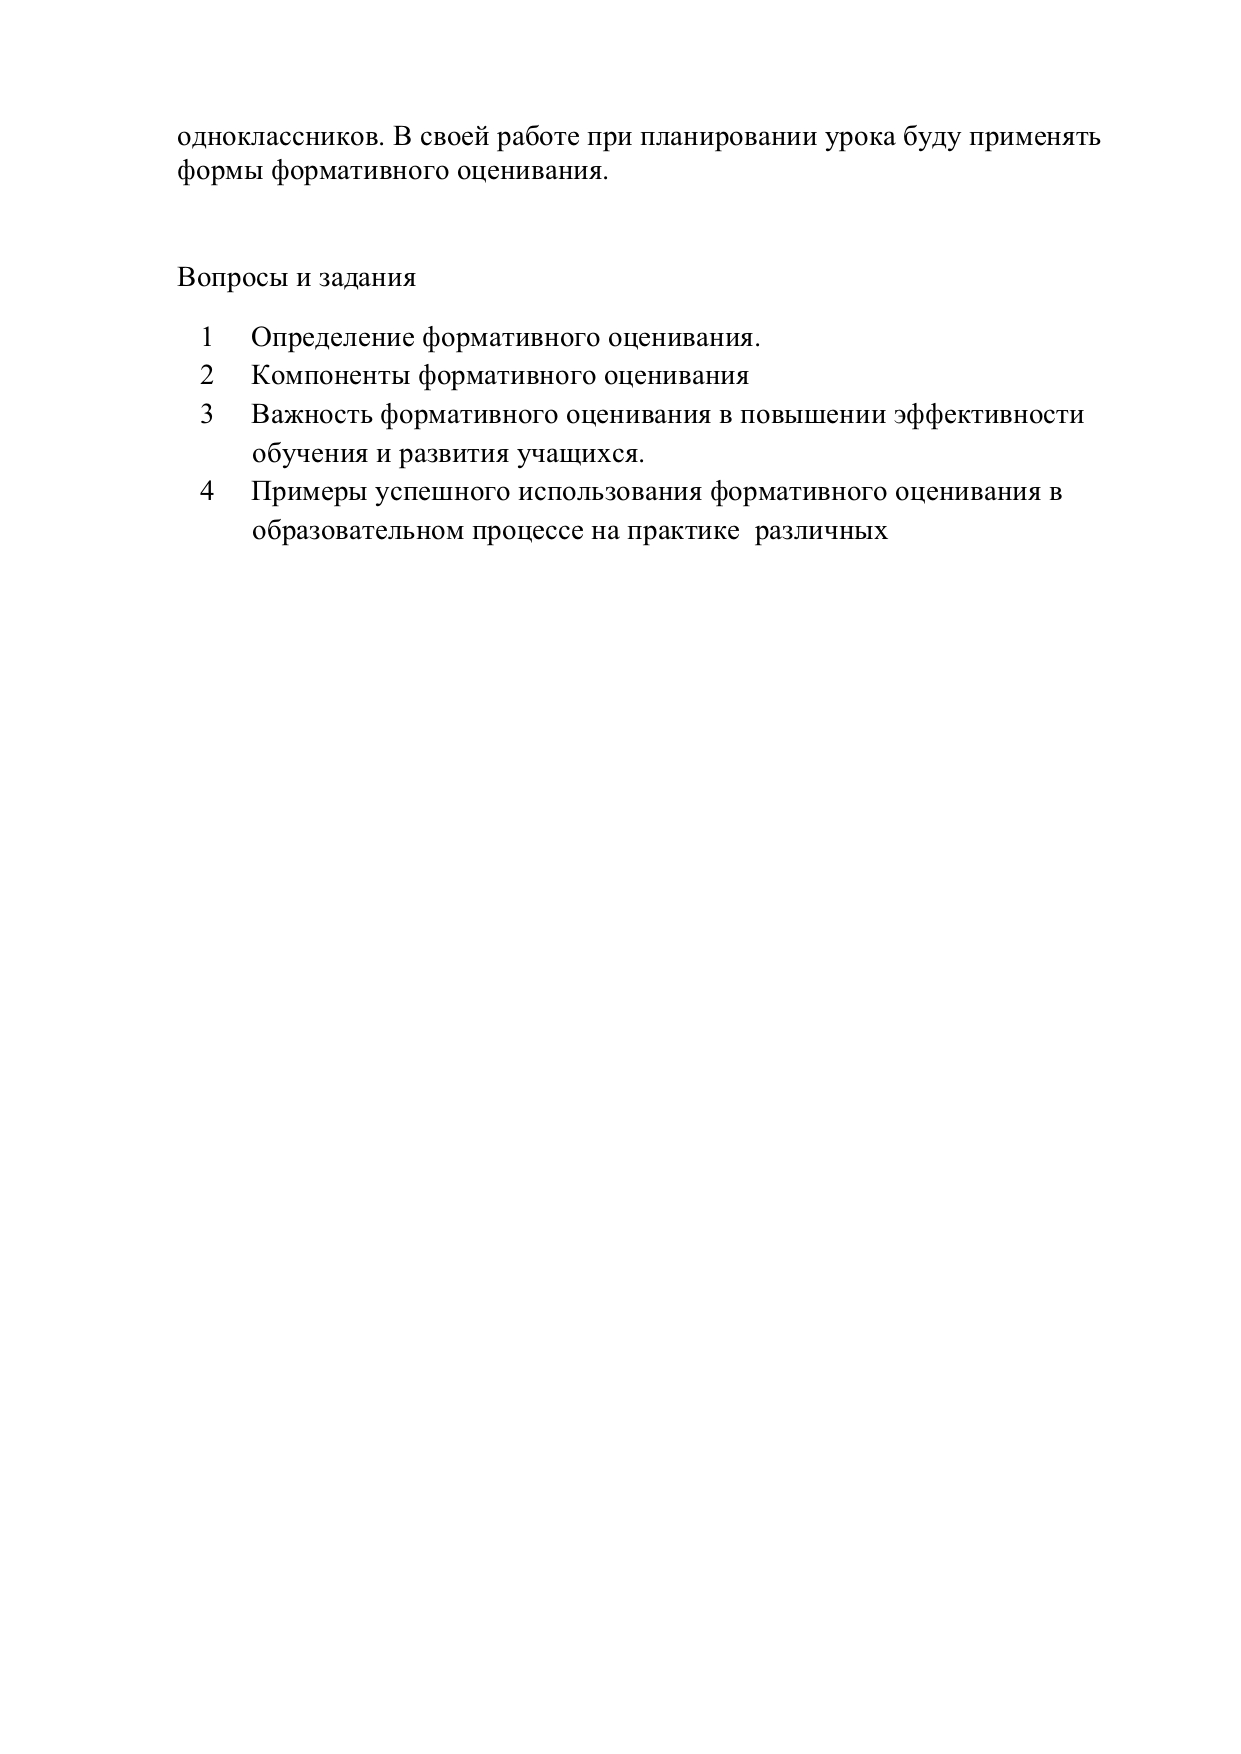 одноклассников. В своей работе при планировании урока буду применять
формы формативного оценивания.
Вопросы и задания
1 Определение формативного оценивания.
2 Компоненты формативного оценивания
3 Важность формативного оценивания в повышении эффективности
обучения и развития учащихся.
4 Примеры успешного использования формативного оценивания в
образовательном процессе на практике  различных